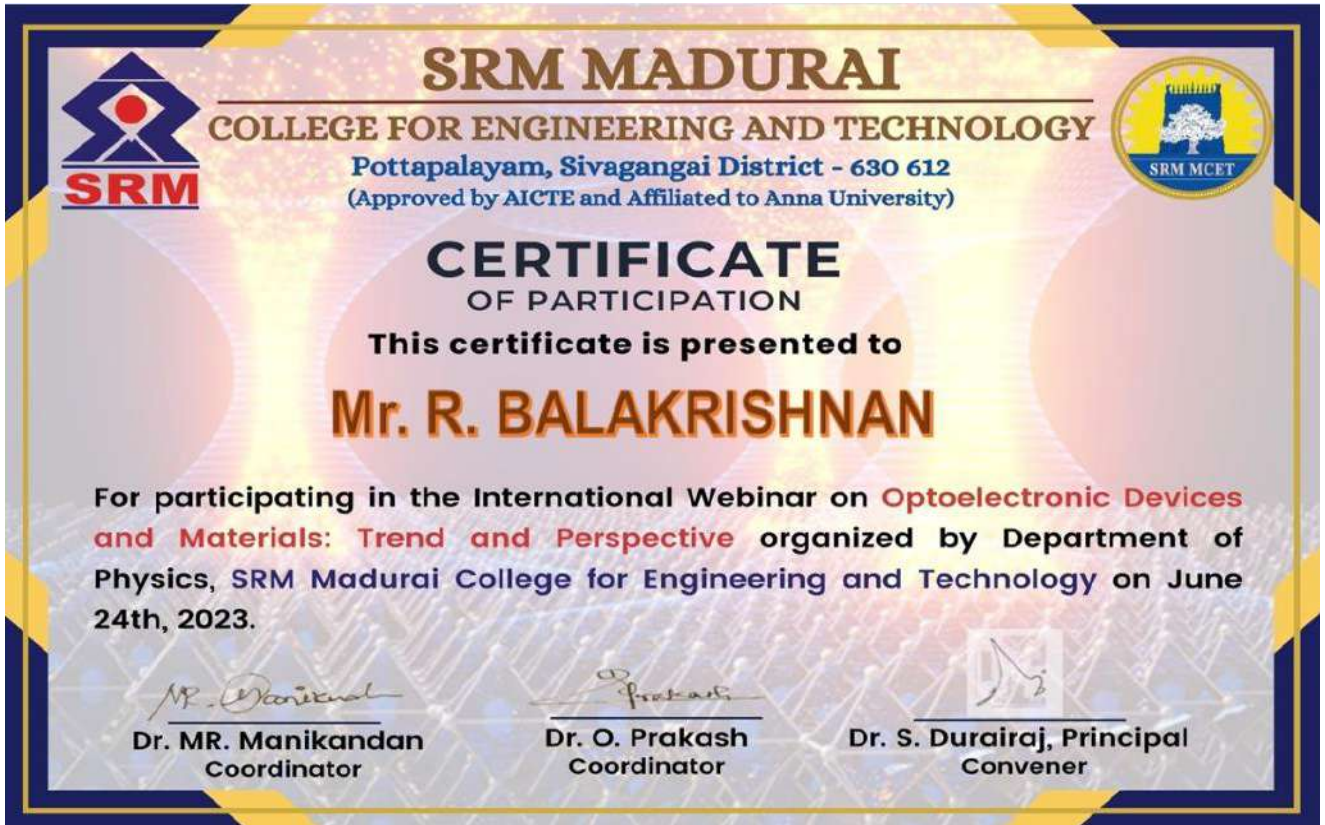 SRM MADURAI
COLLEGE FOR ENGINEERING AND TECHNOLOGY
Pottapalayam, Sivagangai District - 630 612
(Approved by AICTE and Affiliated to Anna University)
SRM
SRM MCET
CERTIFICATE
OF PARTICIPATION
This certificate is presented to
Mr. R. BALAKRISHNAN
For participating in the International Webinar on Optoelectronic Devices
and Materials: Trend and Perspective organized by Department of
Physics, SRM Madurai College for Engineering and Technology on June
24th, 2023.
MR. Manikand
Prakash
Dr. MR. Manikandan
Coordinator
Dr. O. Prakash
Coordinator
Dr. S. Durairaj, Principal
Convener